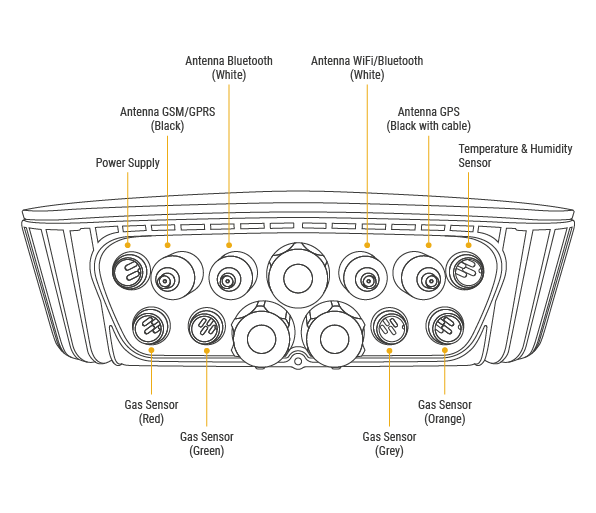 Antenna Bluetooth
(White)
Antenna WiFi/Bluetooth
(White)
Antenna GSM/GPRS
(Black)
Antenna GPS
(Black with cable)
Power Supply
Temperature & Humidity
Sensor
Gas Sensor
(Red)
Gas Sensor
(Green)
Gas Sensor
(Grey)
Gas Sensor
(Orange)